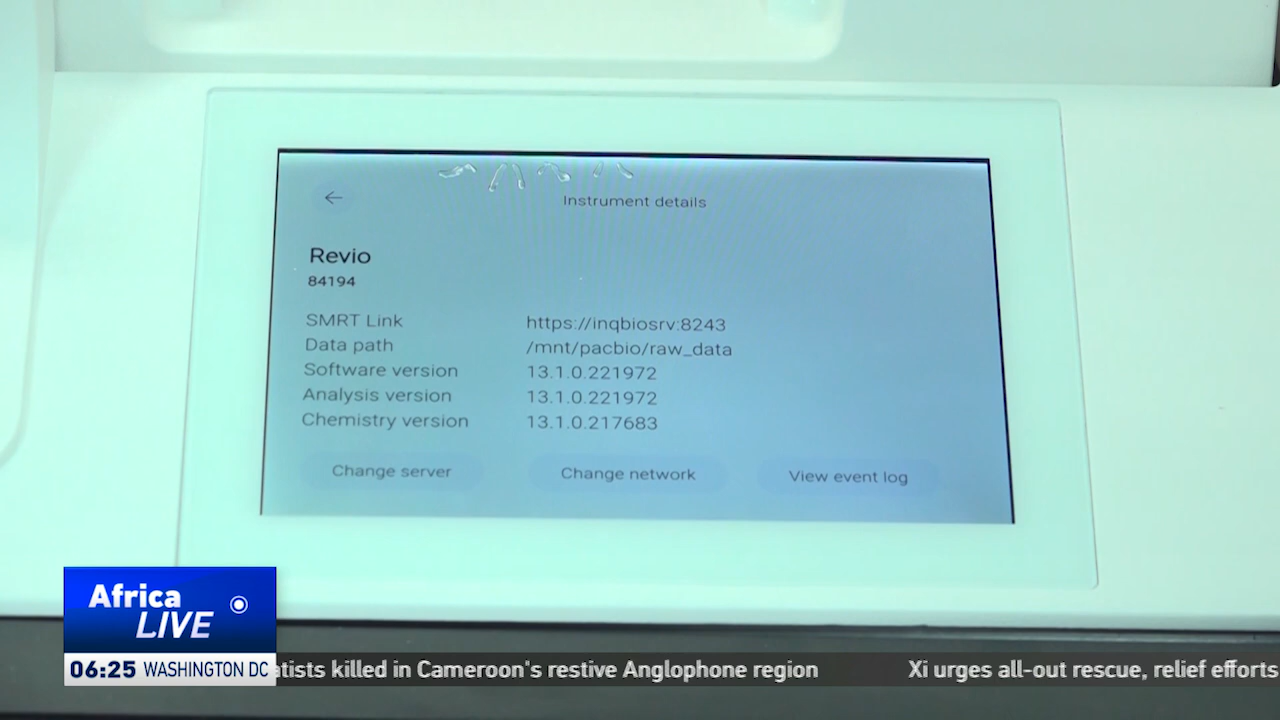 Instrument details
Revio
84194
SMRT Link https://inqbiosrv:8243
Data path /mnt/pacbio/raw_data
Software version 13.1.0.221972
Analysis version 13.1.0.221972
Chemistry version 13.1.0.217683
Change server Change network View event log
Africa
LIVE
06:25 WASHINGTON DC killed in Cameroon's restive Anglophone region Xi urges all-out rescue, relief efforts